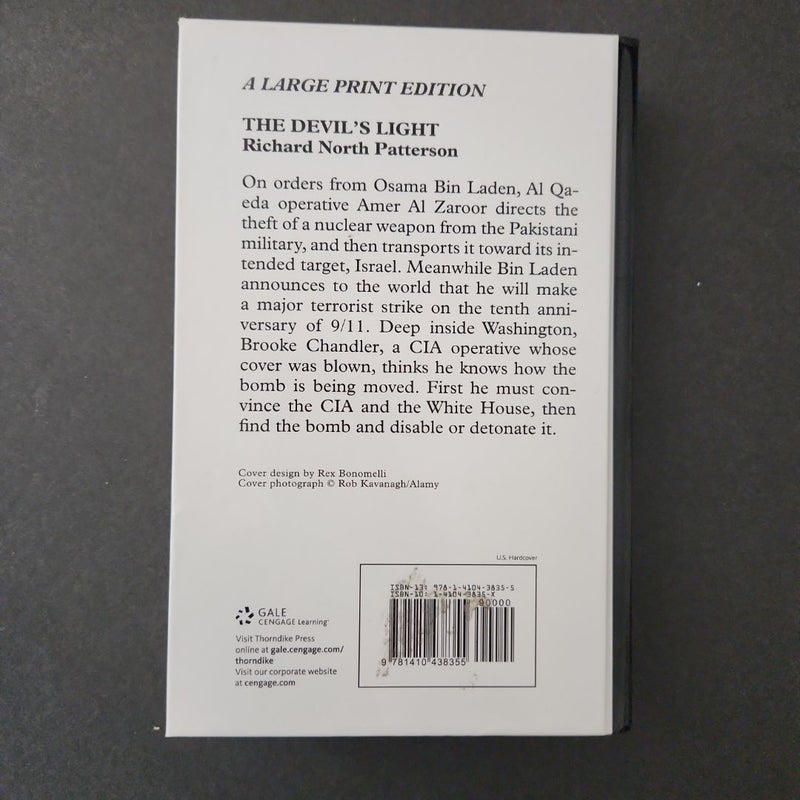 A LARGE PRINT EDITION
THE DEVIL'S LIGHT
Richard North Patterson
On orders from Osama Bin Laden, Al Qa-
eda operative Amer Al Zaroor directs the
theft of a nuclear weapon from the Pakistani
military, and then transports it toward its in-
tended target, Israel. Meanwhile Bin Laden
announces to the world that he will make
a major terrorist strike on the tenth anni-
versary of 9/11. Deep inside Washington,
Brooke Chandler, a CIA operative whose
cover was blown, thinks he knows how the
bomb is being moved. First he must con-
vince the CIA and the White House, then
find the bomb and disable or detonate it.
Cover design by Rex Bonomelli
Cover photograph © Rob Kavanagh/Alamy
U.S. Hardcover
ISBN-13: 978-1-4104-3835-5
ISBN-10: 1-4104-3835-X
90000
9 781410 438355
GALE
CENGAGE Learning·
Visit Thorndike Press
online at gale.cengage.com/
thorndike
Visit our corporate website
at cengage.com